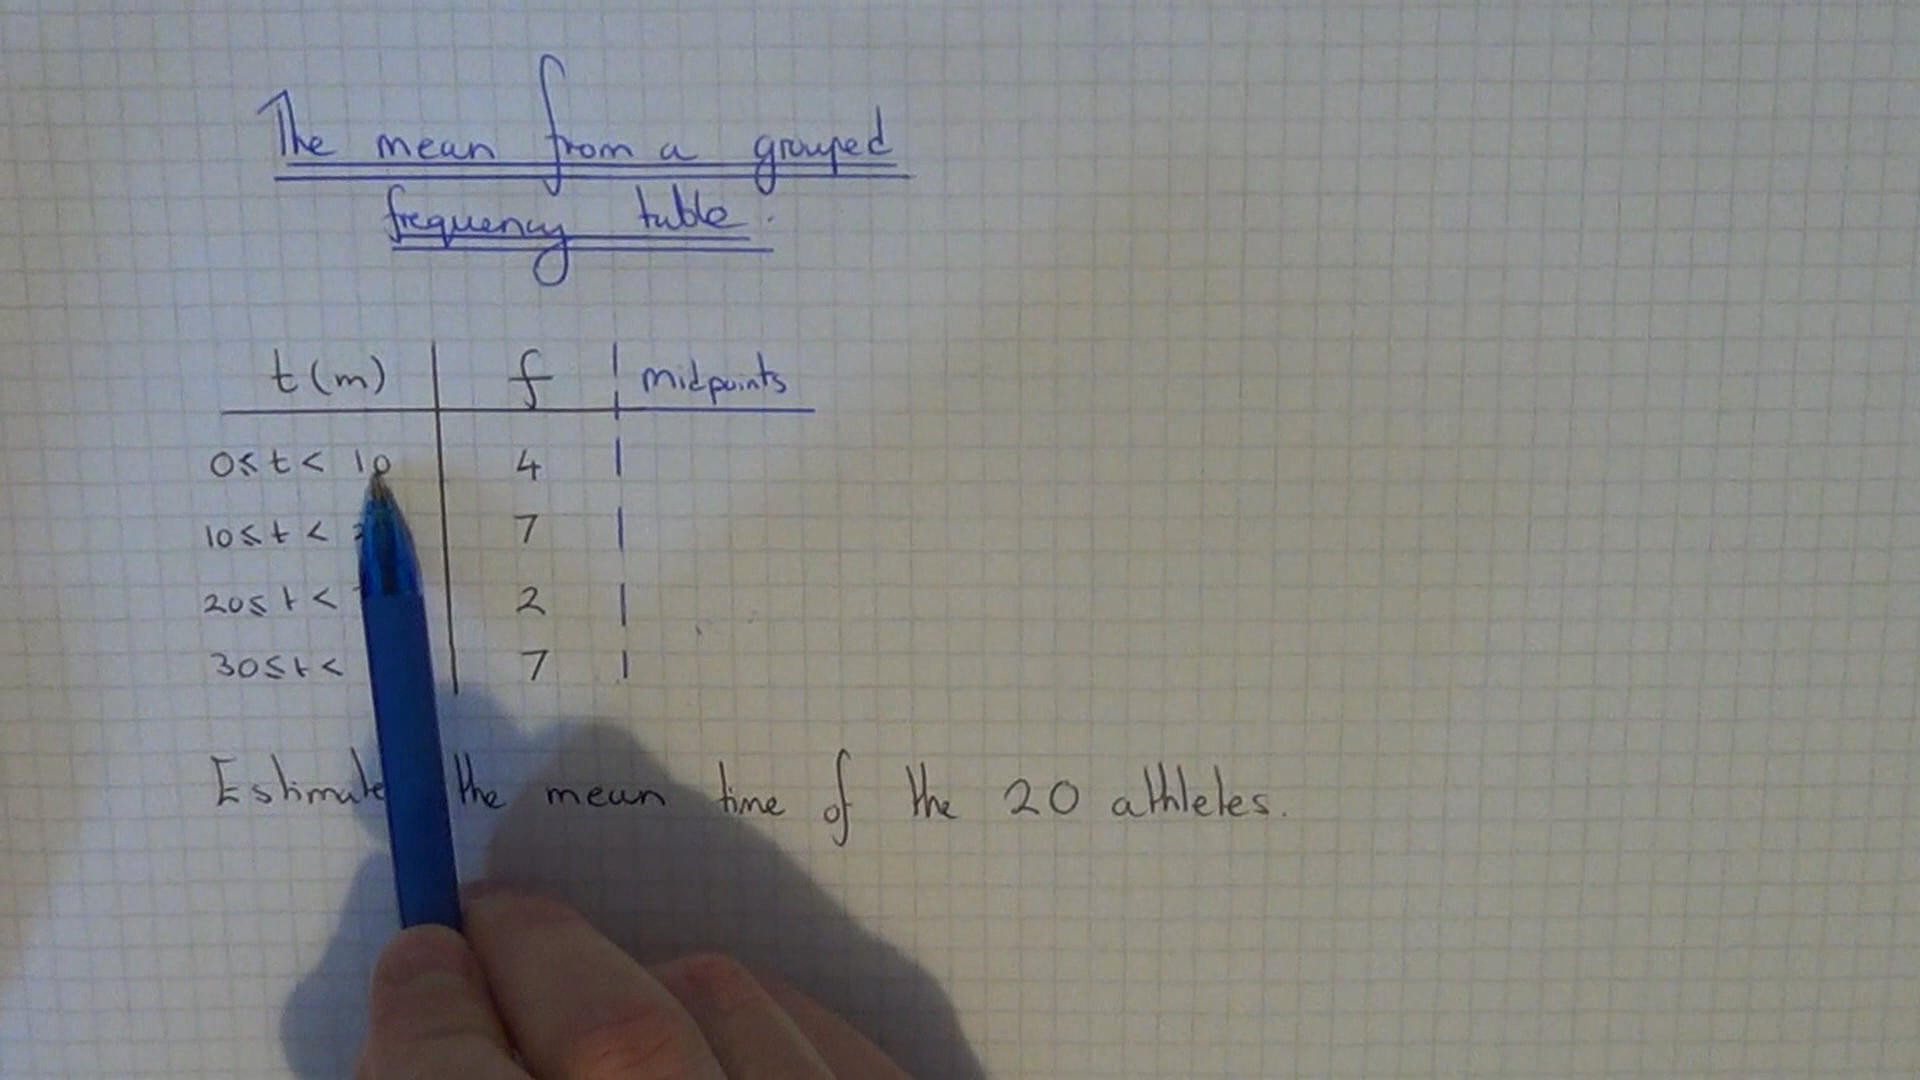 The mean from a grouped
frequency table.
t (m) f midpoints
0 ≤ t < 10 4
10 ≤ t < 7
20 ≤ t < 2
30 ≤ t < 7
Estimate the mean time of the 20 athletes.